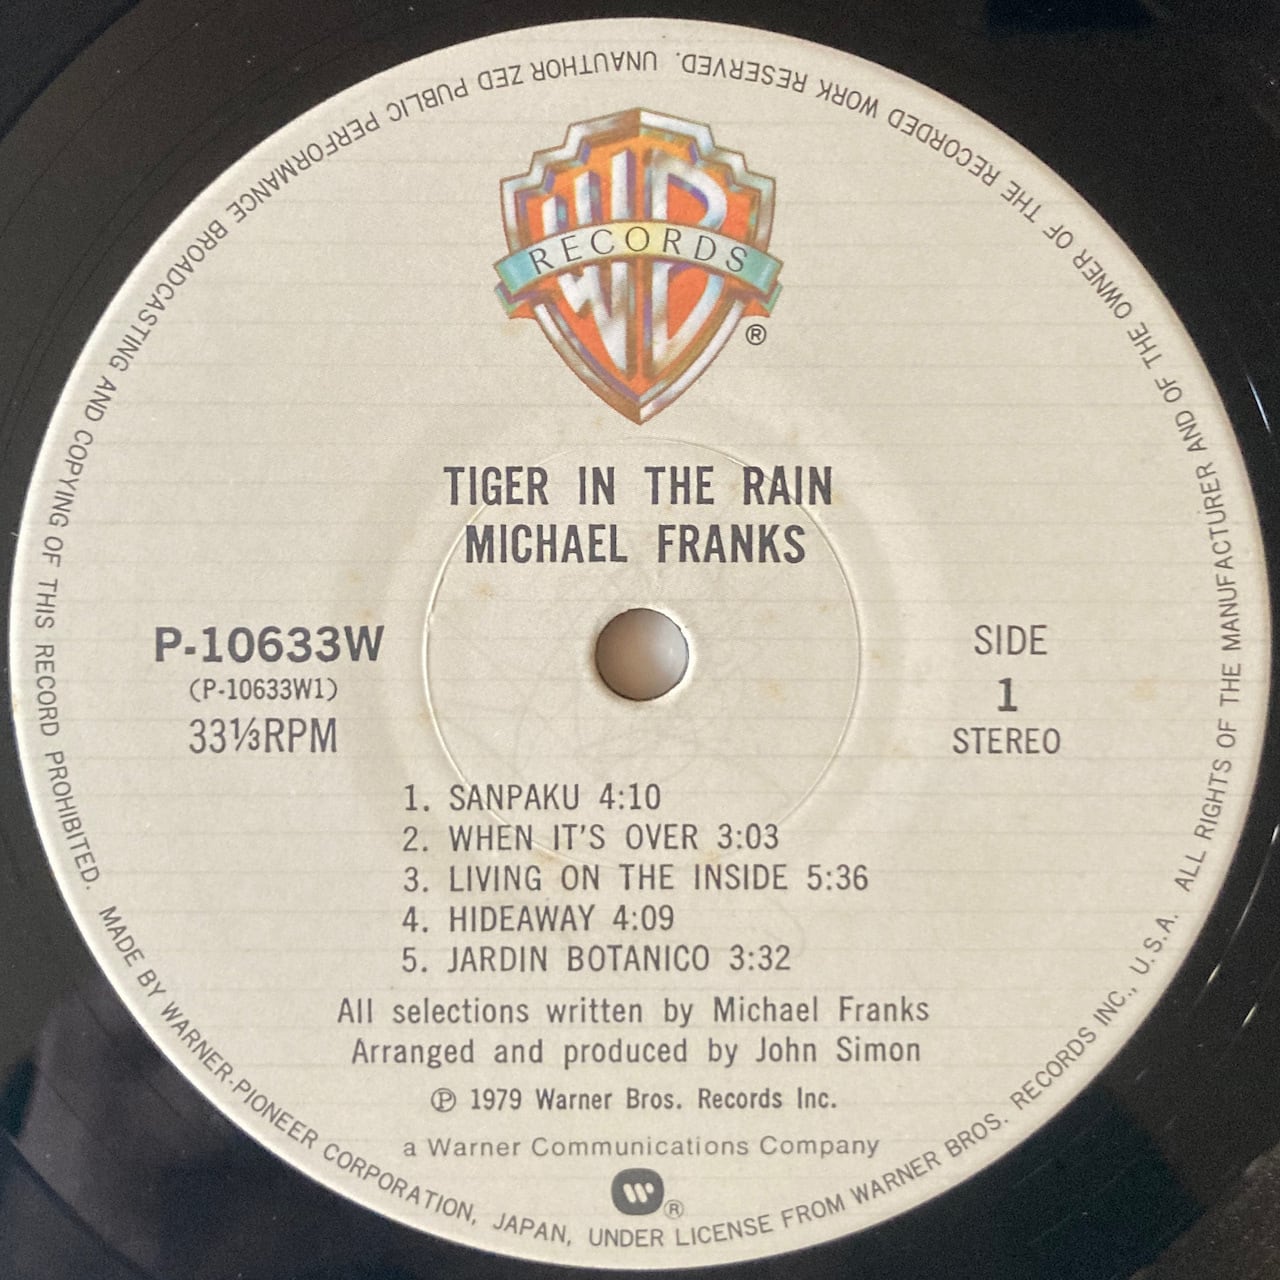 WB
RECORDS
®
TIGER IN THE RAIN
MICHAEL FRANKS
P-10633W
(P-10633W1)
33⅓RPM
SIDE
1
STEREO
1. SANPAKU 4:10
2. WHEN IT'S OVER 3:03
3. LIVING ON THE INSIDE 5:36
4. HIDEAWAY 4:09
5. JARDIN BOTANICO 3:32
All selections written by Michael Franks
Arranged and produced by John Simon
℗ 1979 Warner Bros. Records Inc.
a Warner Communications Company
W ®
MADE BY WARNER-PIONEER CORPORATION, JAPAN, UNDER LICENSE FROM WARNER BROS. RECORDS INC., U.S.A. ALL RIGHTS OF THE MANUFACTURER AND OF THE OWNER OF THE RECORDED WORK RESERVED. UNAUTHOR ZED PUBLIC PERFORMANCE BROADCASTING AND COPYING OF THIS RECORD PROHIBITED.